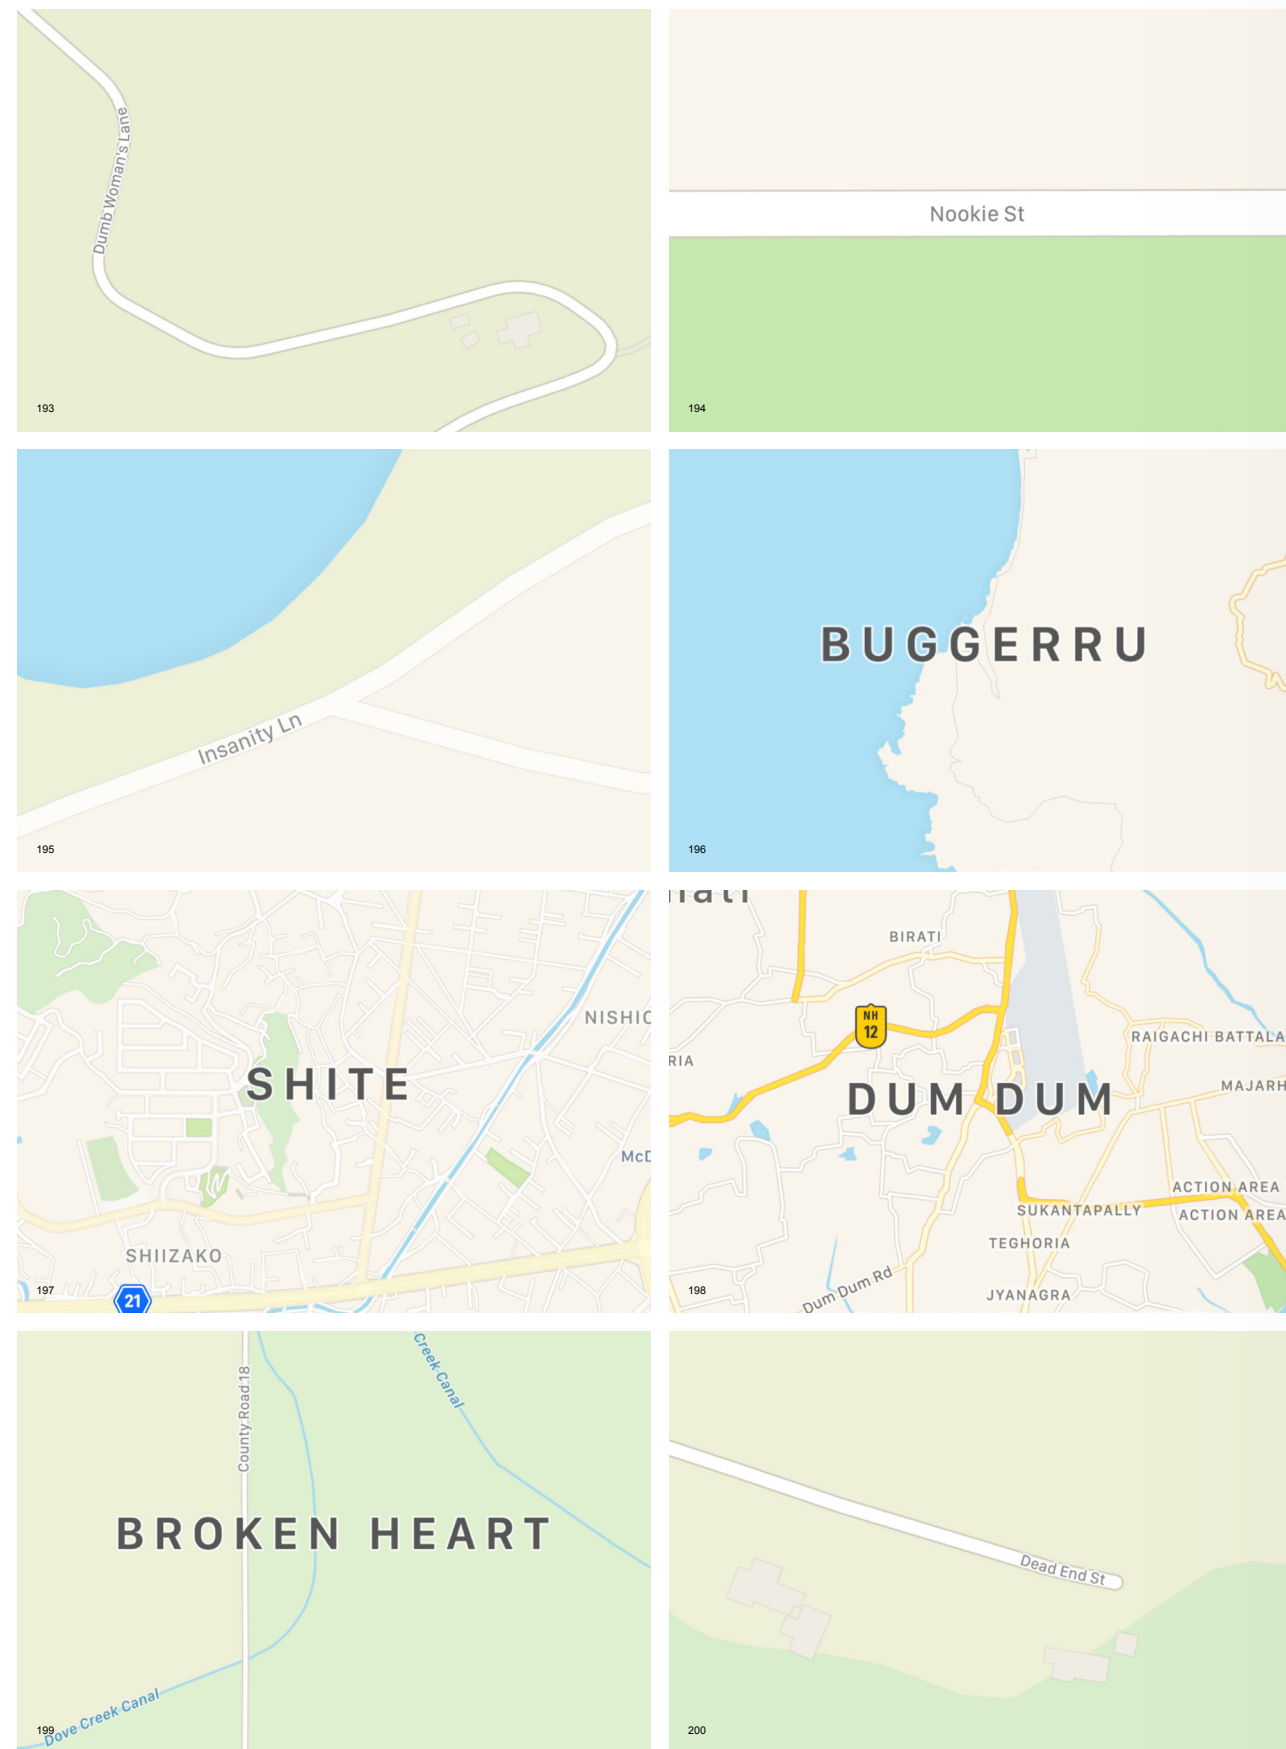 Dumb Woman's Lane
193
Nookie St
194
Insanity Ln
195
BUGGERRU
196
NISHIO
SHITE
McD
SHIIZAKO
197
21
BIRATI
NH
12
RAIGACHI BATTALA
RIA
MAJARH
DUM DUM
ACTION AREA
SUKANTAPALLY
ACTION AREA
TEGHORIA
Dum Dum Rd
JYANAGRA
198
Creek Canal
County Road 18
BROKEN HEART
Dove Creek Canal
199
Dead End St
200